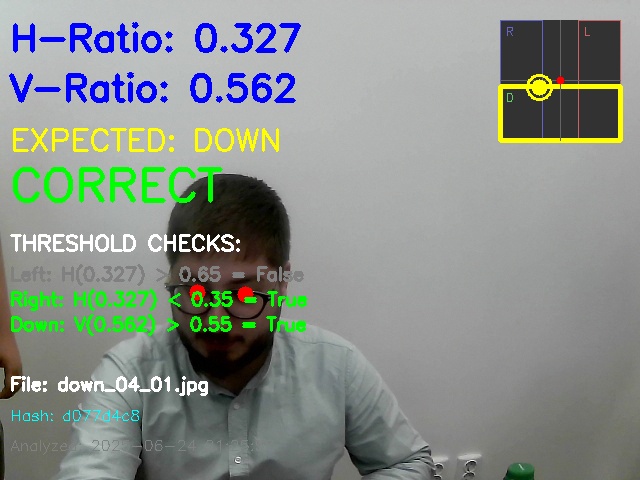 H-Ratio: 0.327
V-Ratio: 0.562
EXPECTED: DOWN
CORRECT
THRESHOLD CHECKS:
Left: H(0.327) > 0.65 = False
Right: H(0.327) < 0.35 = True
Down: V(0.562) > 0.55 = True
File: down_04_01.jpg
Hash: d077d4c8
R
L
D